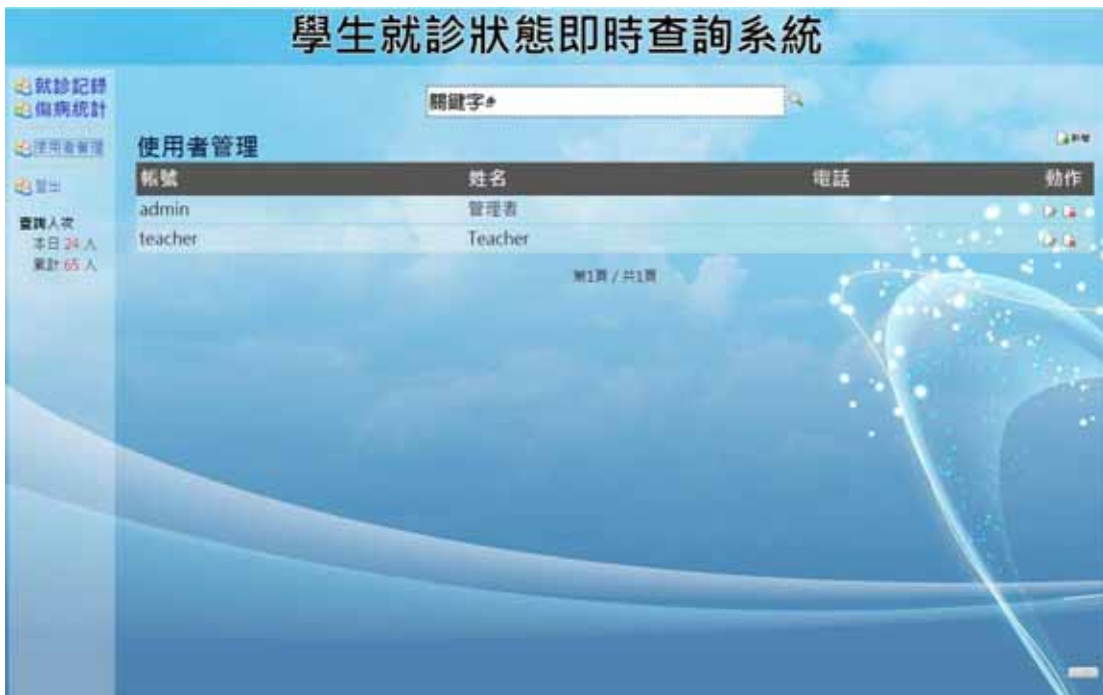 學生就診狀態即時查詢系統
就診記錄
傷病統計
使用者管理
登出
查詢人次
本日 24 人
累計 65 人
關鍵字
使用者管理
新增
帳號 姓名 電話 動作
admin 管理者
teacher Teacher
第1頁 / 共1頁